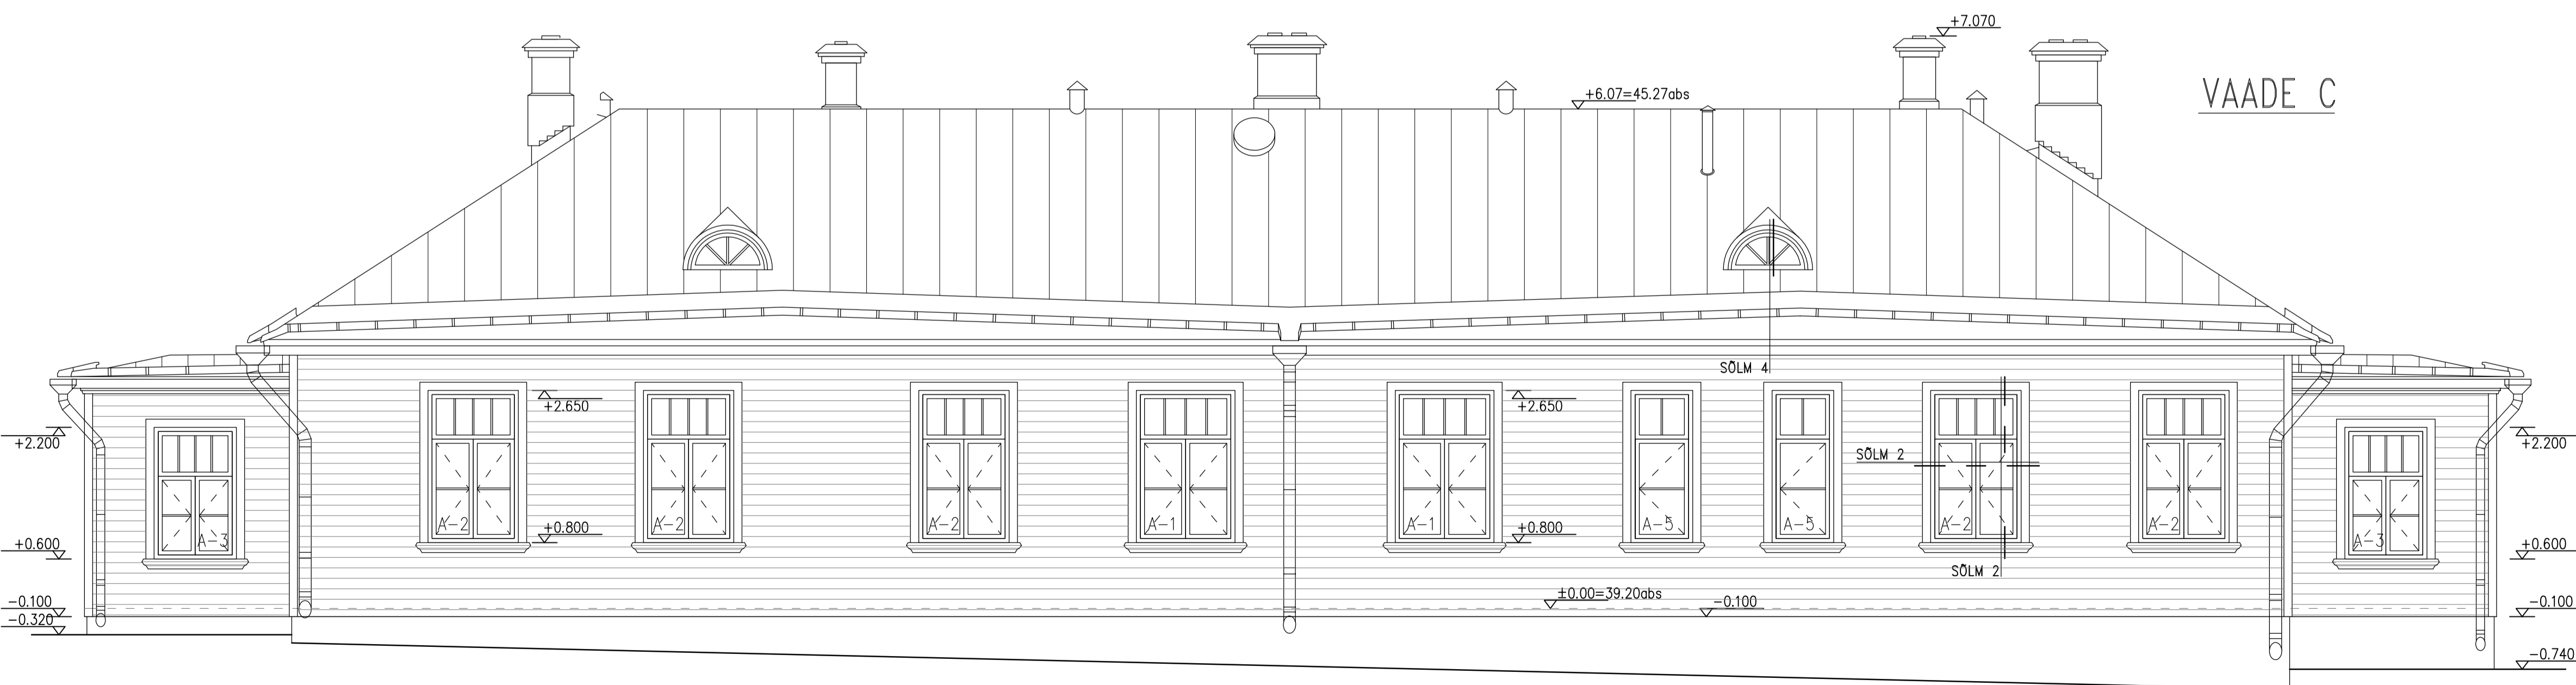 +7.070
VAADE C
+6.07=45.27abs
SÕLM 4
+2.650
+2.650
+2.200
+2.200
SÕLM 2
A-2
A-2
A-2
A-1
A-1
A-5
A-5
A-2
A-2
+0.800
+0.800
A-3
A-3
+0.600
+0.600
SÕLM 2
±0.00=39.20abs
-0.100
-0.100
-0.100
-0.320
-0.740